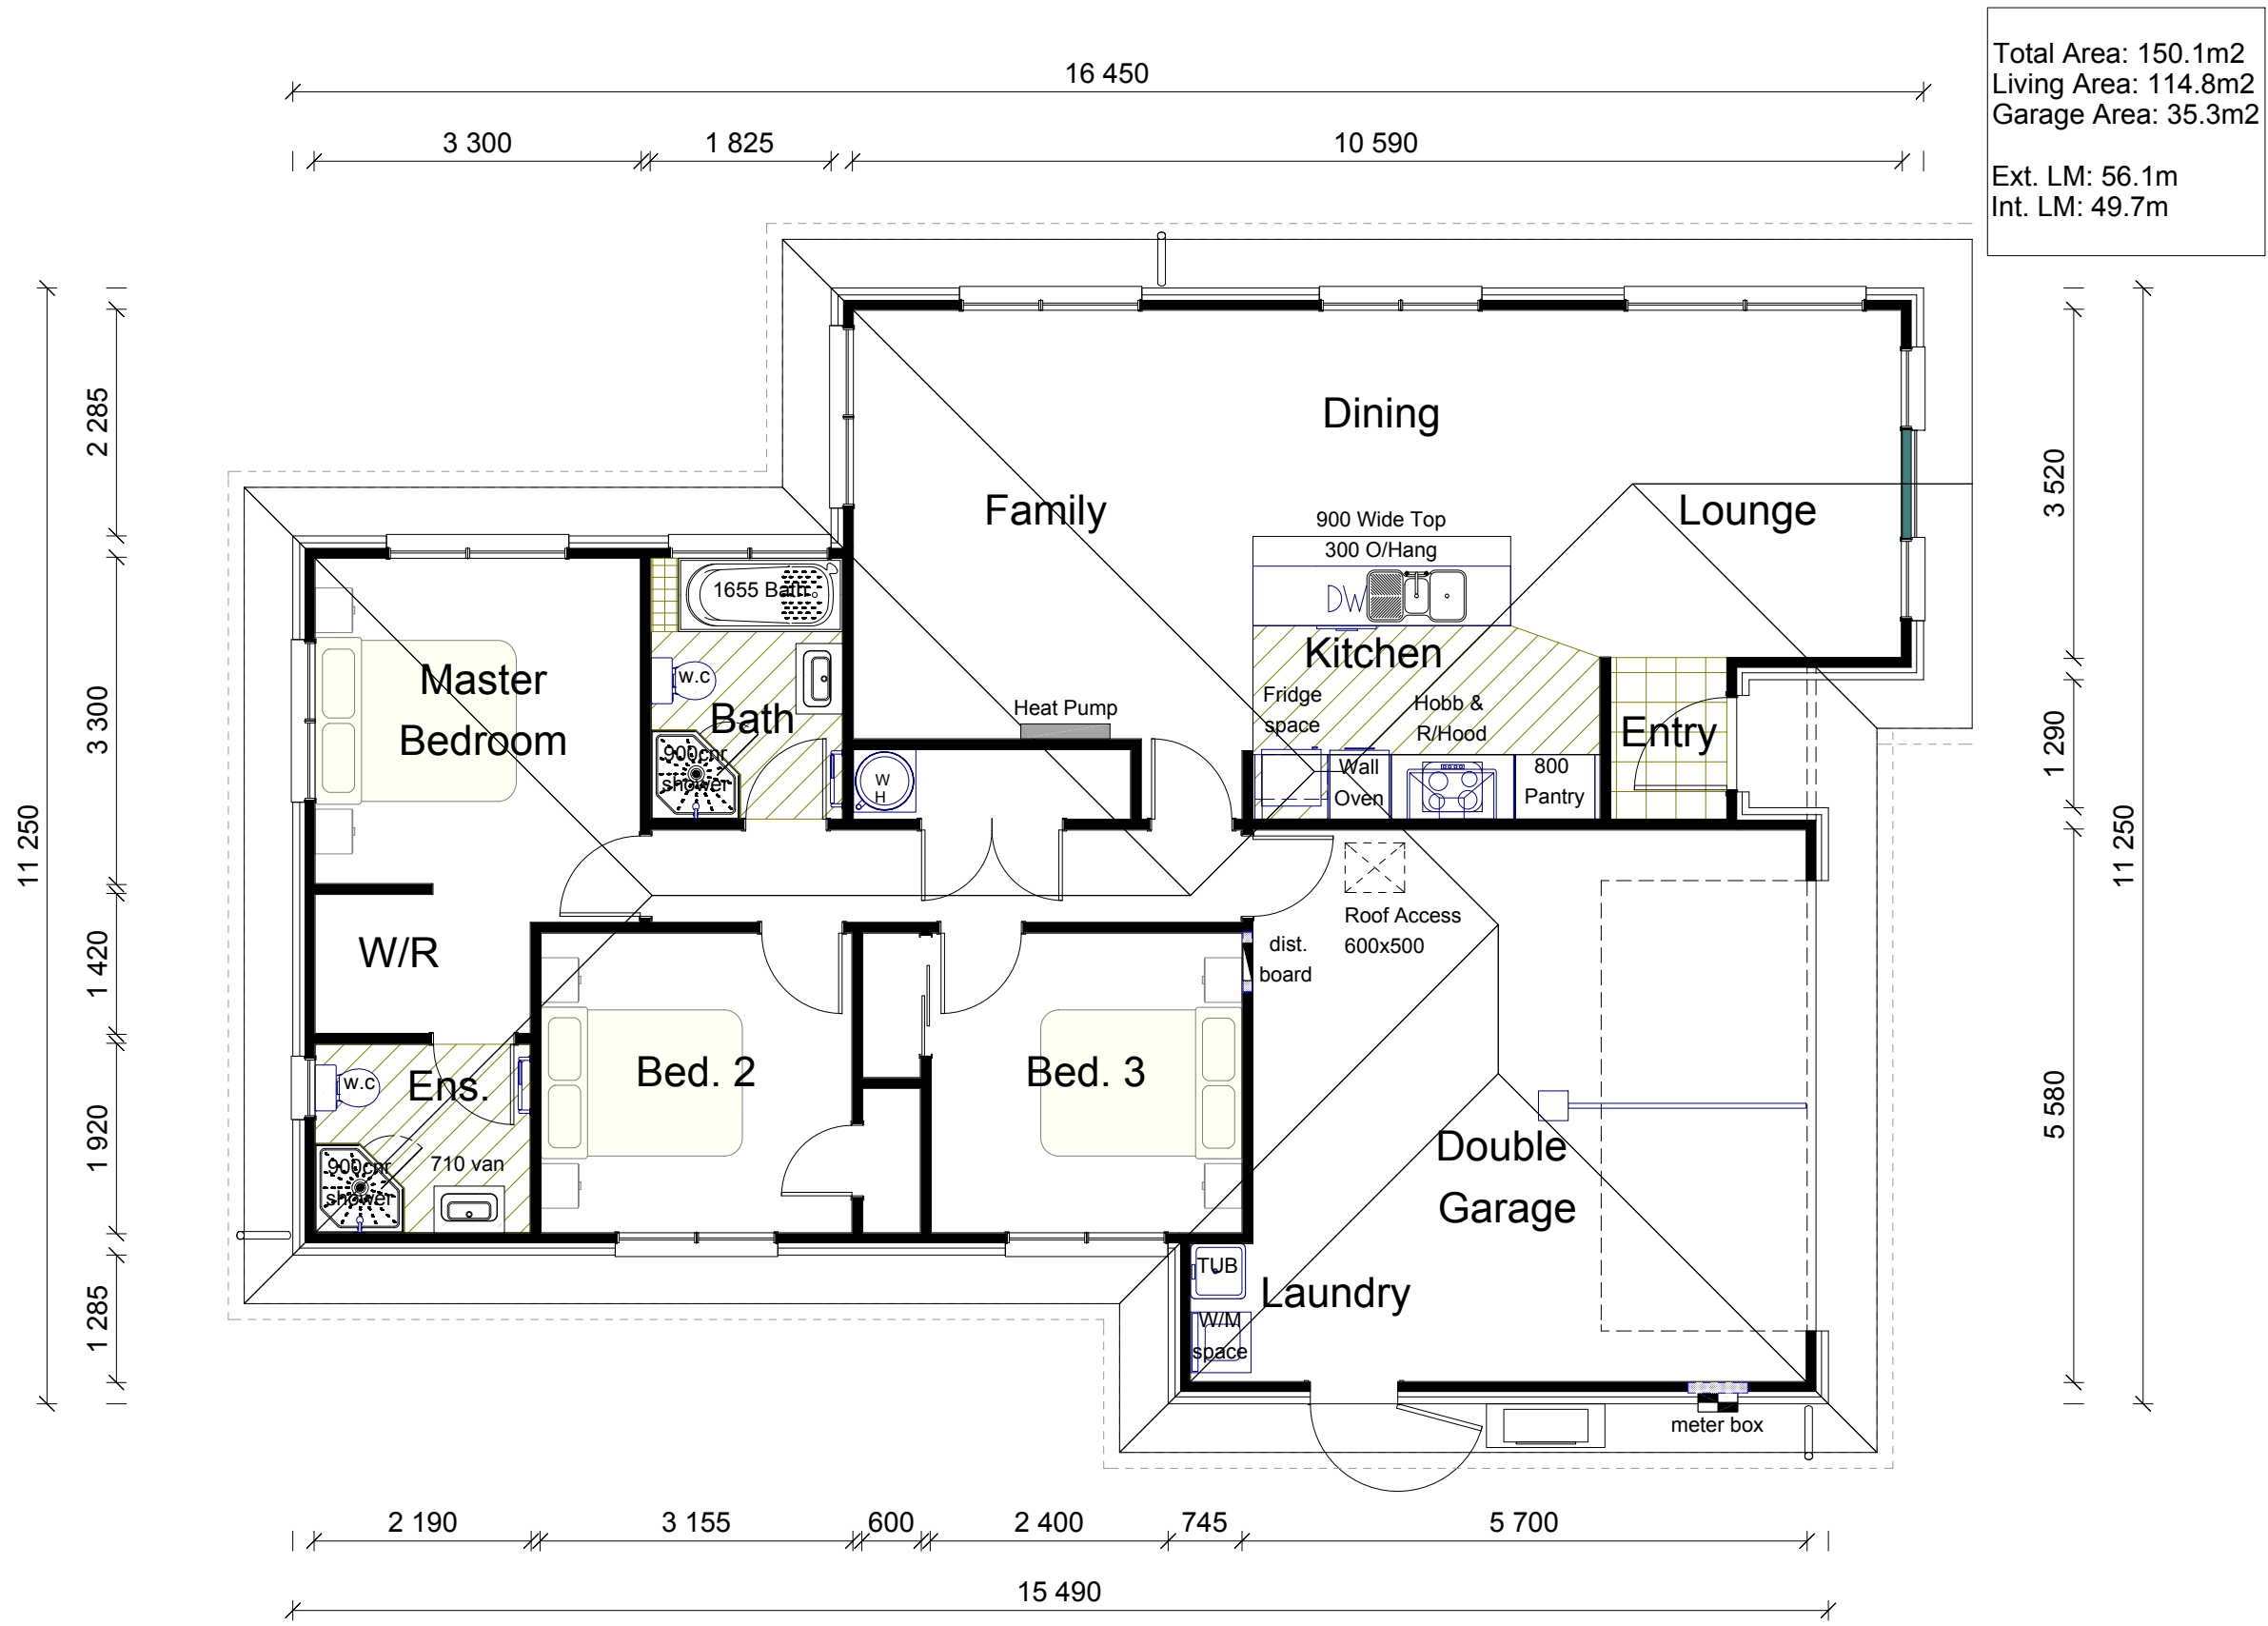 Total Area: 150.1m2
Living Area: 114.8m2
Garage Area: 35.3m2
Ext. LM: 56.1m
Int. LM: 49.7m
16 450
3 300
1 825
10 590
2 285
3 300
1 420
1 920
1 285
11 250
3 520
1 290
5 580
11 250
Dining
Family
Lounge
900 Wide Top
300 O/Hang
DW
Kitchen
1655 Bath
Master
Bedroom
w.c
Bath
900cnr
shower
Heat Pump
W
H
Fridge
space
Hobb &
R/Hood
Wall
Oven
800
Pantry
Entry
W/R
Roof Access
600x500
dist.
board
w.c
Ens.
900cnr
shower
710 van
Bed. 2
Bed. 3
Double
Garage
TUB
Laundry
W/M
space
meter box
2 190
3 155
600
2 400
745
5 700
15 490